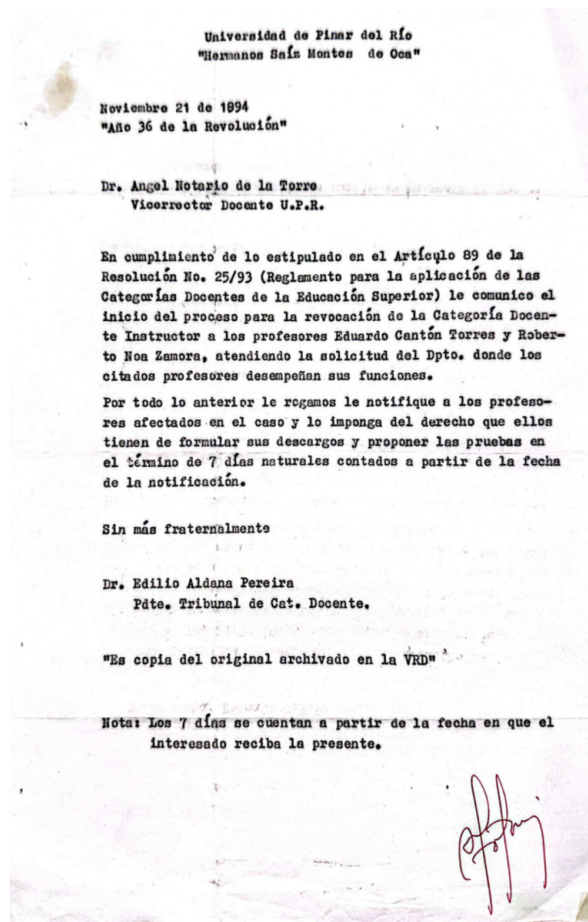 Universidad de Pinar del Río
"Hermanos Saíz Montes de Oca"
Noviembre 21 de 1994
"Año 36 de la Revolución"
Dr. Angel Notario de la Torre
Vicerrector Docente U.P.R.
En cumplimiento de lo estipulado en el Artículo 89 de la
Resolución No. 25/93 (Reglamento para la aplicación de las
Categorías Docentes de la Educación Superior) le comunico el
inicio del proceso para la revocación de la Categoría Docen-
te Instructor a los profesores Eduardo Cantón Torres y Rober-
to Noa Zamora, atendiendo la solicitud del Dpto. donde los
citados profesores desempeñan sus funciones.
Por todo lo anterior le rogamos le notifique a los profeso-
res afectados en el caso y lo imponga del derecho que ellos
tienen de formular sus descargos y proponer las pruebas en
el término de 7 días naturales contados a partir de la fecha
de la notificación.
Sin más fraternalmente
Dr. Edilio Aldana Pereira
Pdte. Tribunal de Cat. Docente.
"Es copia del original archivado en la VRD"
Nota: Los 7 días se cuentan a partir de la fecha en que el
interesado reciba la presente.